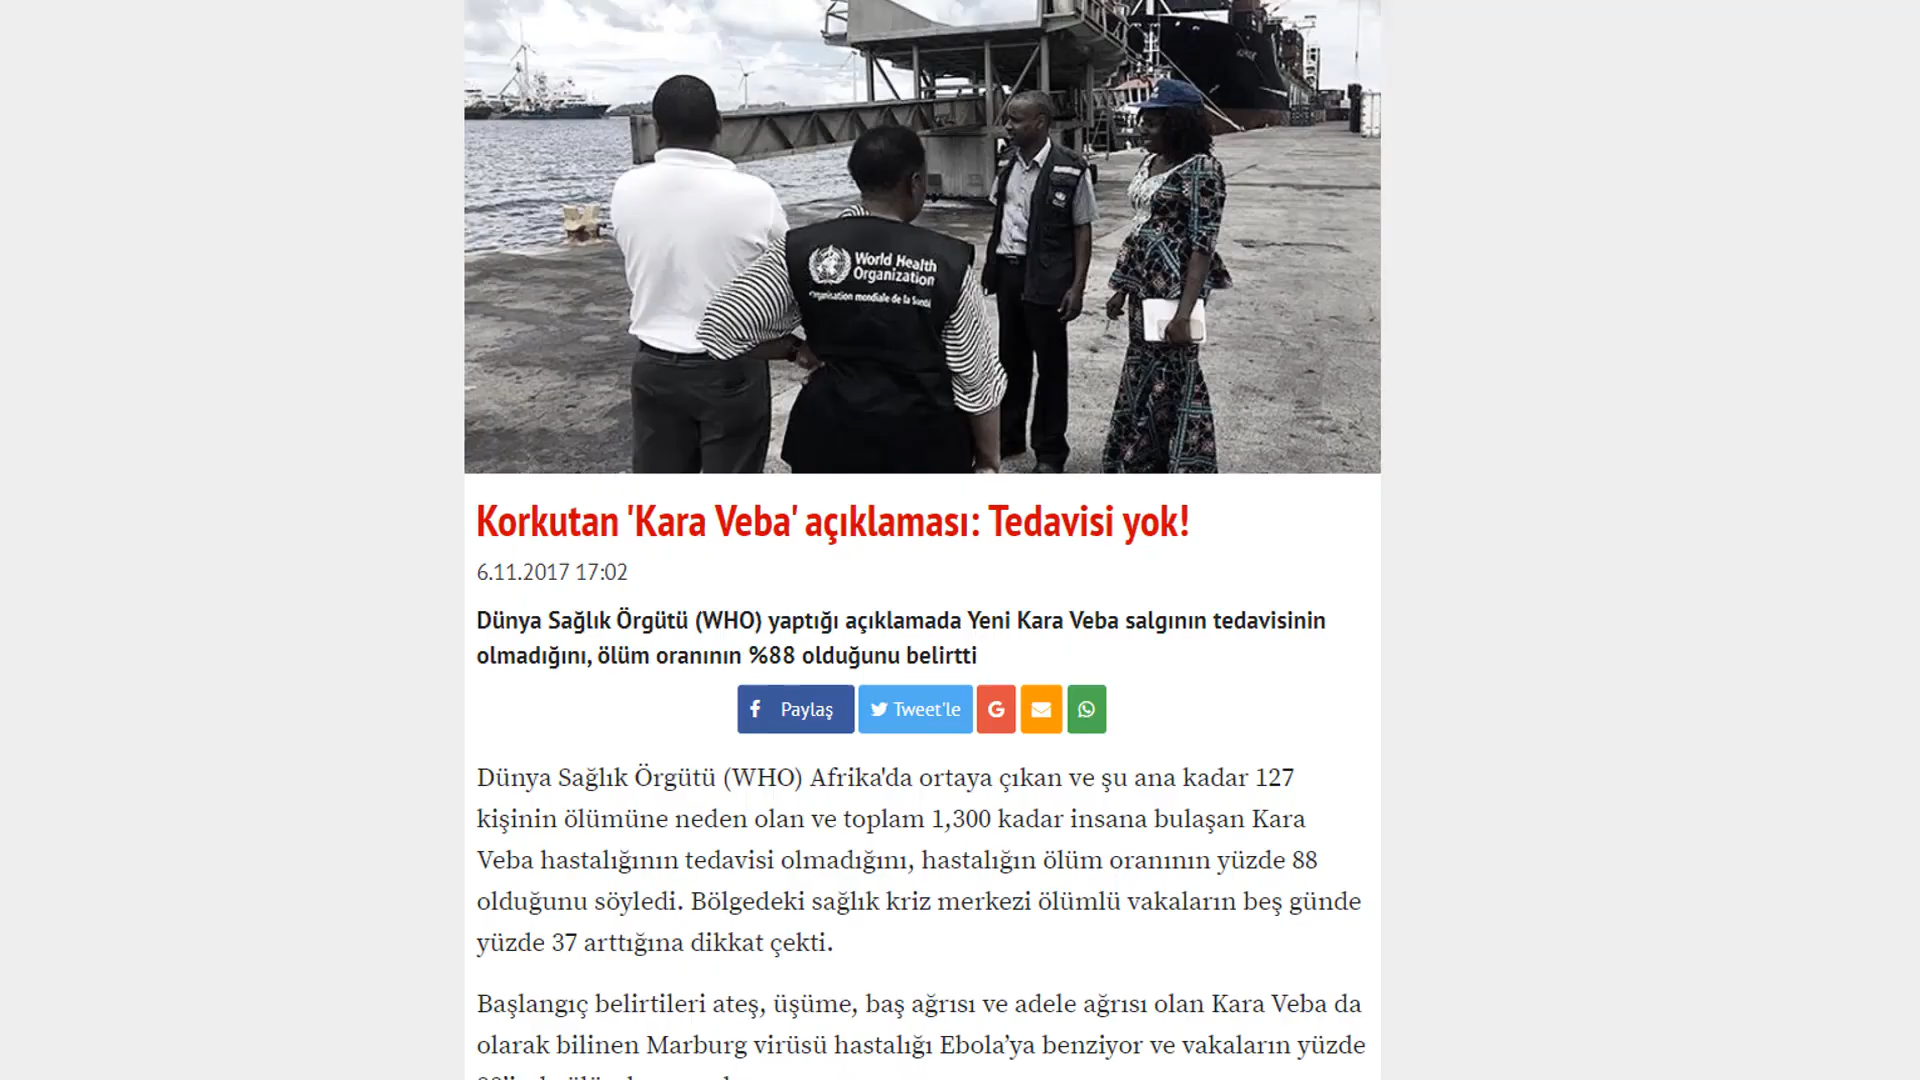 World Health
Organization
Organisation mondiale de la Santé
Korkutan 'Kara Veba' açıklaması: Tedavisi yok!
6.11.2017 17:02
Dünya Sağlık Örgütü (WHO) yaptığı açıklamada Yeni Kara Veba salgının tedavisinin
olmadığını, ölüm oranının %88 olduğunu belirtti
Paylaş Tweet'le
Dünya Sağlık Örgütü (WHO) Afrika'da ortaya çıkan ve şu ana kadar 127
kişinin ölümüne neden olan ve toplam 1,300 kadar insana bulaşan Kara
Veba hastalığının tedavisi olmadığını, hastalığın ölüm oranının yüzde 88
olduğunu söyledi. Bölgedeki sağlık kriz merkezi ölümlü vakaların beş günde
yüzde 37 arttığına dikkat çekti.
Başlangıç belirtileri ateş, üşüme, baş ağrısı ve adele ağrısı olan Kara Veba da
olarak bilinen Marburg virüsü hastalığı Ebola’ya benziyor ve vakaların yüzde